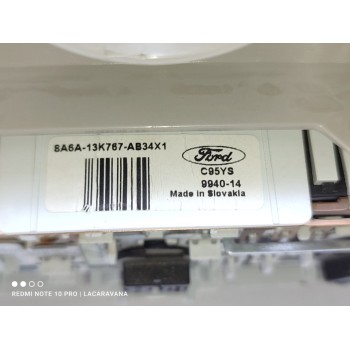 8A6A-13K767-AB34X1
Ford
C95YS
9940-14
Made in Slovakia
REDMI NOTE 10 PRO | LACARAVANA